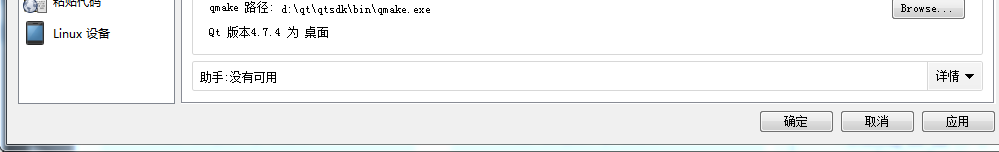 粘贴代码
Linux 设备
qmake 路径: d:\qt\qtsdk\bin\qmake.exe
Browse...
Qt 版本4.7.4 为 桌面
助手:没有可用
详情
确定
取消
应用